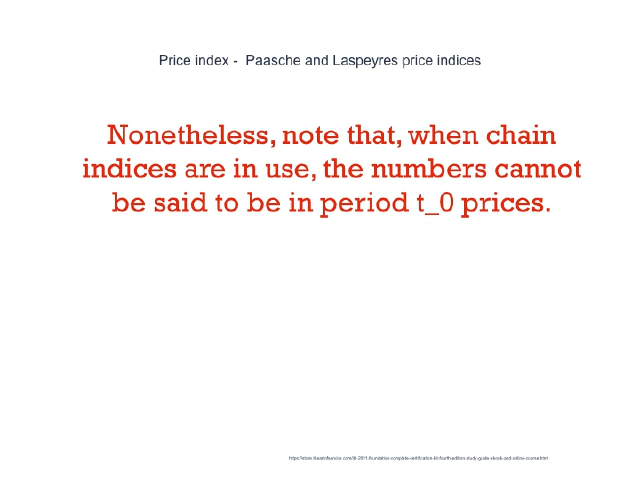 Price index -  Paasche and Laspeyres price indices
Nonetheless, note that, when chain
indices are in use, the numbers cannot
be said to be in period t_0 prices.